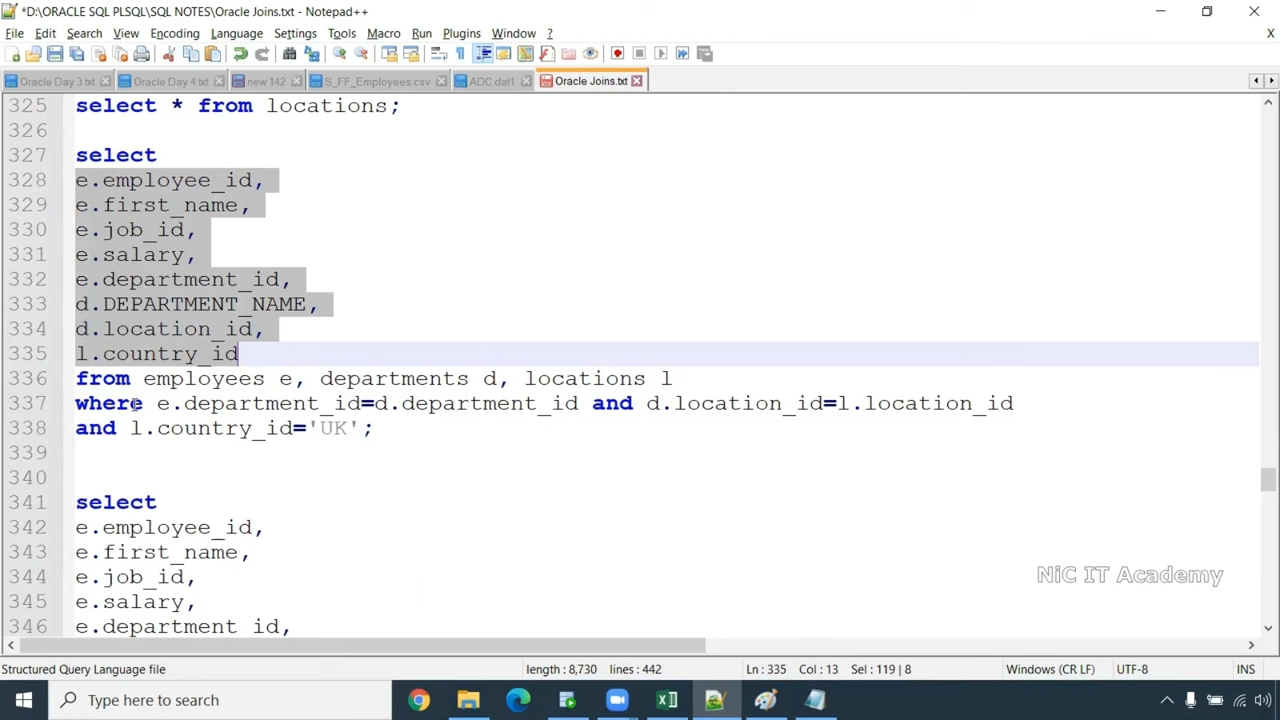 *D:\ORACLE SQL PLSQL\SQL NOTES\Oracle Joins.txt - Notepad++
File Edit Search View Encoding Language Settings Tools Macro Run Plugins Window ? X
Oracle Day 3.txt Oracle Day 4.txt new 142 S_FF_Employees.csv ADC.dat1 Oracle Joins.txt
325 select * from locations;
326
327 select
328 e.employee_id,
329 e.first_name,
330 e.job_id,
331 e.salary,
332 e.department_id,
333 d.DEPARTMENT_NAME,
334 d.location_id,
335 l.country_id
336 from employees e, departments d, locations l
337 where e.department_id=d.department_id and d.location_id=l.location_id
338 and l.country_id='UK';
339
340
341 select
342 e.employee_id,
343 e.first_name,
344 e.job_id,
345 e.salary,
346 e.department_id,
NiC IT Academy
Structured Query Language file length : 8,730 lines : 442 Ln : 335 Col : 13 Sel : 119 | 8 Windows (CR LF) UTF-8 INS
Type here to search